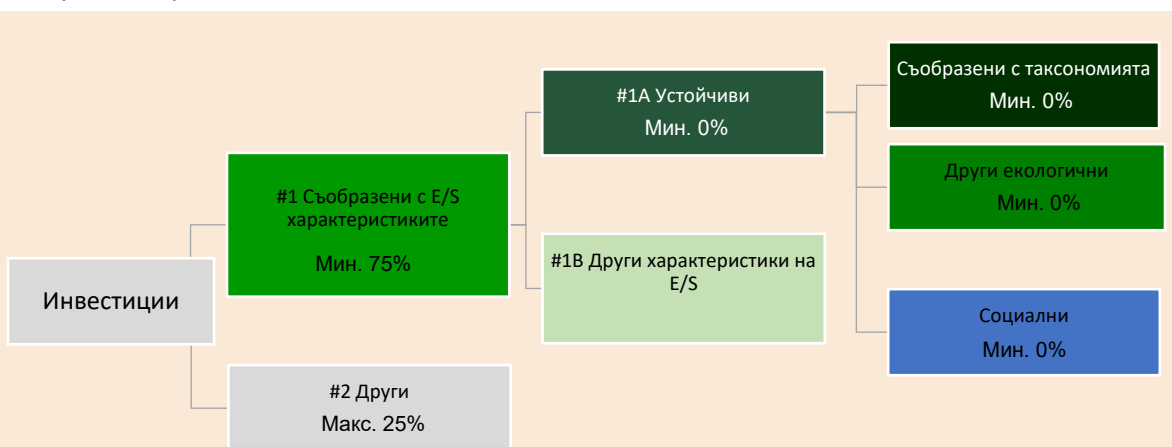 Инвестиции
#1 Съобразени с E/S
характеристиките
Мин. 75%
#2 Други
Макс. 25%
#1A Устойчиви
Мин. 0%
#1B Други характеристики на
E/S
Съобразени с таксономията
Мин. 0%
Други екологични
Мин. 0%
Социални
Мин. 0%